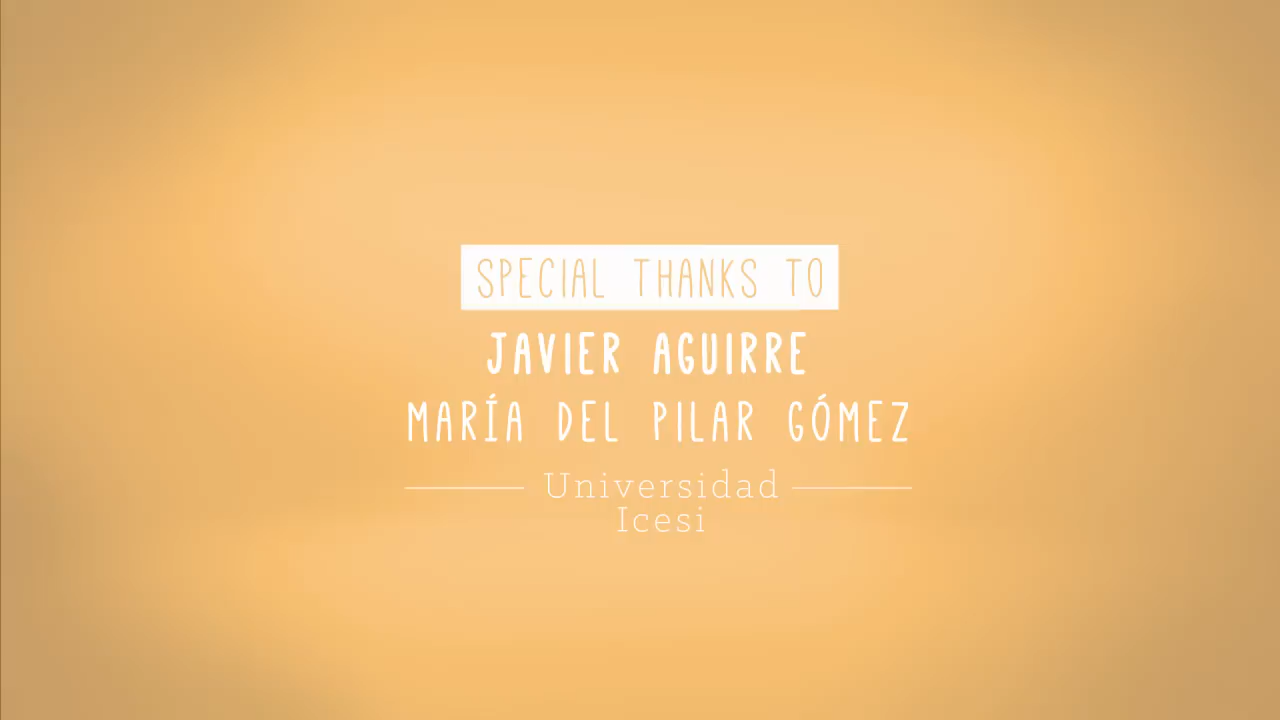 SPECIAL THANKS TO
JAVIER AGUIRRE
MARÍA DEL PILAR GÓMEZ
Universidad
Icesi